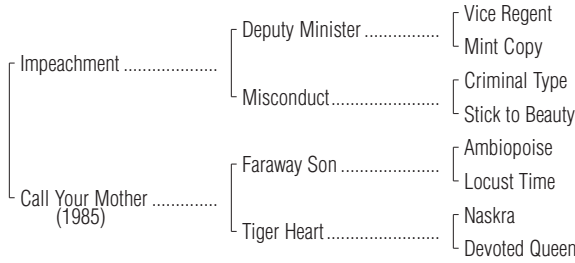 Vice Regent
Deputy Minister ................
Mint Copy
Impeachment ....................
Criminal Type
Misconduct.......................
Stick to Beauty
Ambiopoise
Faraway Son .....................
Locust Time
Call Your Mother ..............
(1985)
Naskra
Tiger Heart........................
Devoted Queen